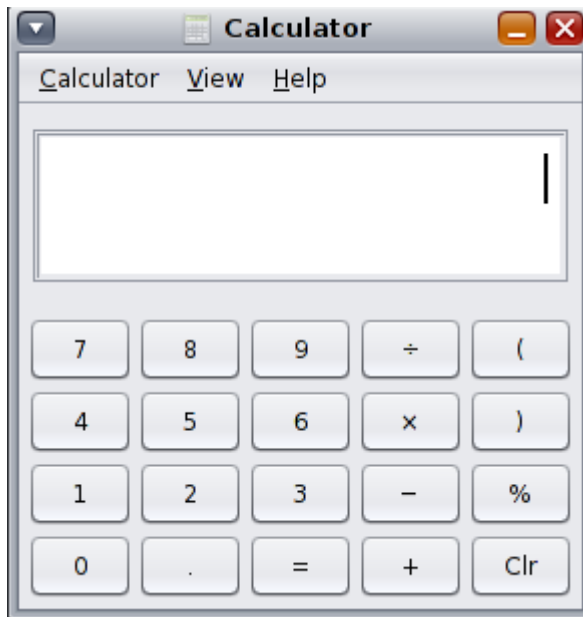 Calculator
Calculator View Help
7 8 9 ÷ (
4 5 6 × )
1 2 3 − %
0 . = + Clr